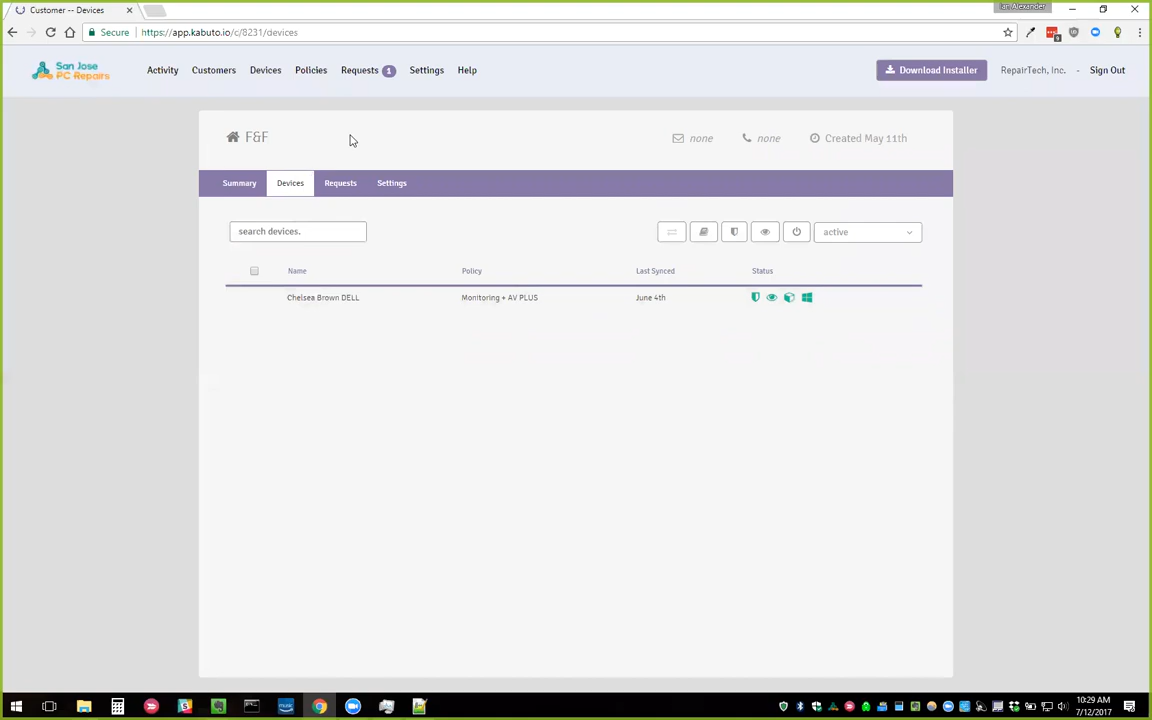 Customer -- Devices
Ian Alexander
Secure
https://app.kabuto.io/c/8231/devices
San Jose
PC Repairs
Activity
Customers
Devices
Policies
Requests 1
Settings
Help
Download Installer
RepairTech, Inc.
-
Sign Out
F&F
none
none
Created May 11th
Summary
Devices
Requests
Settings
search devices.
active
Name
Policy
Last Synced
Status
Chelsea Brown DELL
Monitoring + AV PLUS
June 4th
10:29 AM
7/12/2017